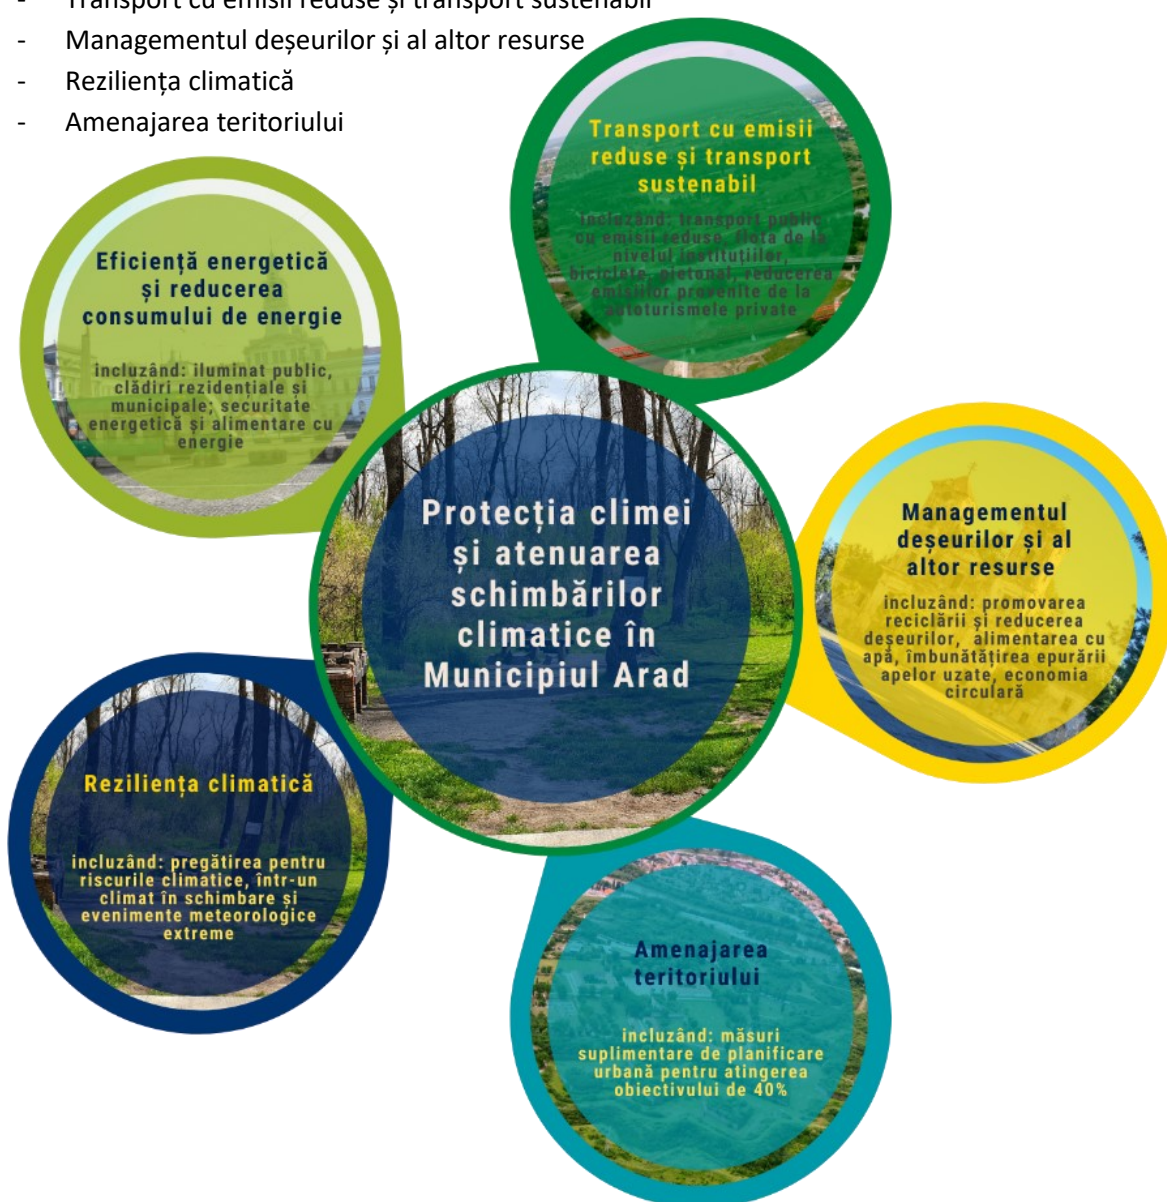 - Transport cu emisii reduse și transport sustenabil
- Managementul deșeurilor și al altor resurse
- Reziliența climatică
- Amenajarea teritoriului
Transport cu emisii
reduse și transport
sustenabil
incluzând: transport public
cu emisii reduse, flota de la
nivelul instituțiilor,
biciclete, pietonal, reducerea
emisiilor provenite de la
autoturismele private
Eficiență energetică
și reducerea
consumului de energie
incluzând: iluminat public,
clădiri rezidențiale și
municipale; securitate
energetică și alimentare cu
energie
Protecția climei
și atenuarea
schimbărilor
climatice în
Municipiul Arad
Managementul
deșeurilor și al
altor resurse
incluzând: promovarea
reciclării și reducerea
deșeurilor, alimentarea cu
apă, îmbunătățirea epurării
apelor uzate, economia
circulară
Reziliența climatică
incluzând: pregătirea pentru
riscurile climatice, într-un
climat în schimbare și
evenimente meteorologice
extreme
Amenajarea
teritoriului
incluzând: măsuri
suplimentare de planificare
urbană pentru atingerea
obiectivului de 40%